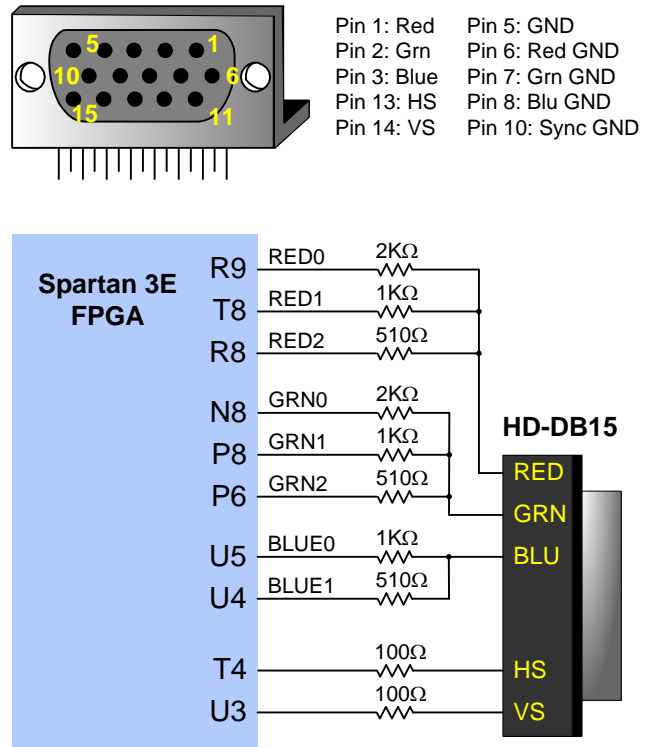 5
1
10
6
15
11
Pin 1: Red
Pin 2: Grn
Pin 3: Blue
Pin 13: HS
Pin 14: VS
Pin 5: GND
Pin 6: Red GND
Pin 7: Grn GND
Pin 8: Blu GND
Pin 10: Sync GND
Spartan 3E
FPGA
R9 RED0 2KΩ
T8 RED1 1KΩ
R8 RED2 510Ω
N8 GRN0 2KΩ
P8 GRN1 1KΩ
P6 GRN2 510Ω
U5 BLUE0 1KΩ
U4 BLUE1 510Ω
T4 100Ω
U3 100Ω
HD-DB15
RED
GRN
BLU
HS
VS